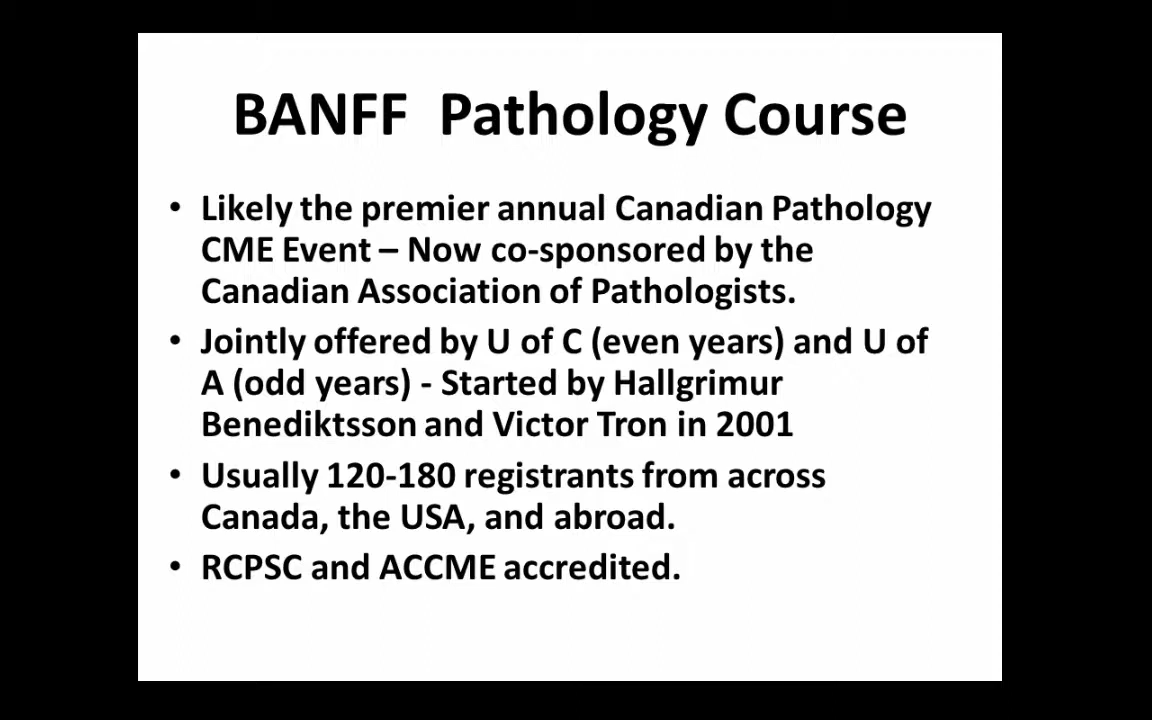 BANFF Pathology Course
• Likely the premier annual Canadian Pathology
CME Event – Now co-sponsored by the
Canadian Association of Pathologists.
• Jointly offered by U of C (even years) and U of
A (odd years) - Started by Hallgrimur
Benediktsson and Victor Tron in 2001
• Usually 120-180 registrants from across
Canada, the USA, and abroad.
• RCPSC and ACCME accredited.